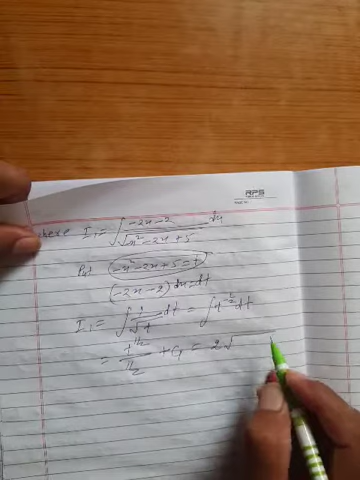 where I₁ = ∫ (-2x-2)/√(-x²-2x+5) dx
Put -x²-2x+5 = t
(-2x-2) dx = dt
I₁ = ∫ 1/√t dt = ∫ t^(-1/2) dt
= t^(1/2)/(1/2) + C₁ = 2√